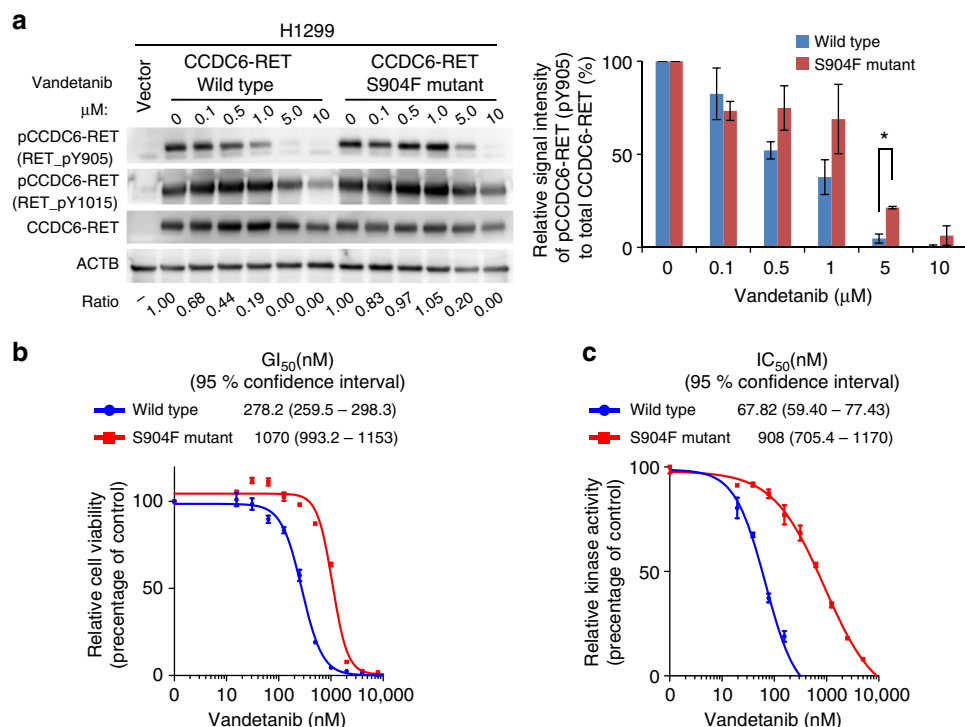 a
H1299
Vandetanib
Vector
CCDC6-RET
Wild type
CCDC6-RET
S904F mutant
μM:
0 0.1 0.5 1.0 5.0 10 0 0.1 0.5 1.0 5.0 10
pCCDC6-RET
(RET_pY905)
pCCDC6-RET
(RET_pY1015)
CCDC6-RET
ACTB
Ratio
– 1.00 0.68 0.44 0.19 0.00 0.00 1.00 0.83 0.97 1.05 0.20 0.00
Wild type
S904F mutant
Relative signal intensity
of pCCDC6-RET (pY905)
to total CCDC6-RET (%)
100
50
0
*
0 0.1 0.5 1 5 10
Vandetanib (μM)
b
GI50(nM)
(95 % confidence interval)
Wild type 278.2 (259.5 – 298.3)
S904F mutant 1070 (993.2 – 1153)
Relative cell viability
(precentage of control)
100
50
0
0 10 100 1000 10,000
Vandetanib (nM)
c
IC50(nM)
(95 % confidence interval)
Wild type 67.82 (59.40 – 77.43)
S904F mutant 908 (705.4 – 1170)
Relative kinase activity
(precentage of control)
100
50
0
0 10 100 1000 10,000
Vandetanib (nM)